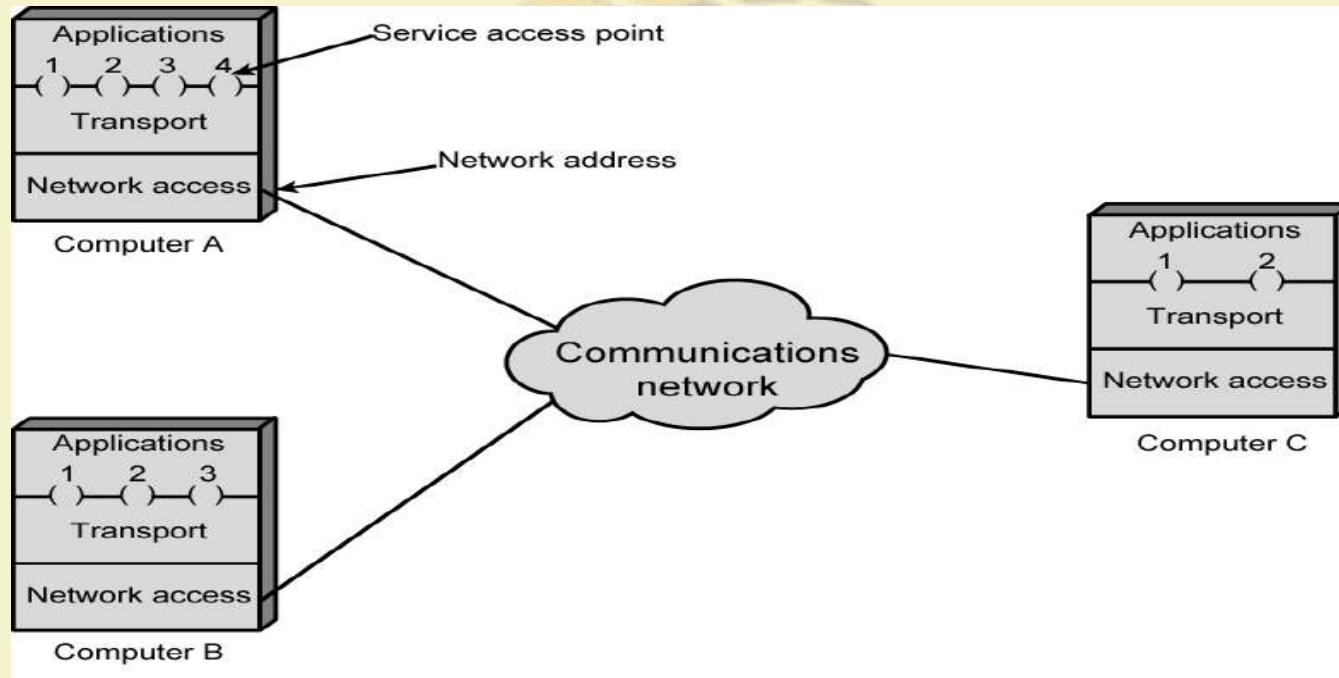 Applications
1 2 3 4
Transport
Network access
Computer A
Service access point
Network address
Communications
network
Applications
1 2
Transport
Network access
Computer C
Applications
1 2 3
Transport
Network access
Computer B